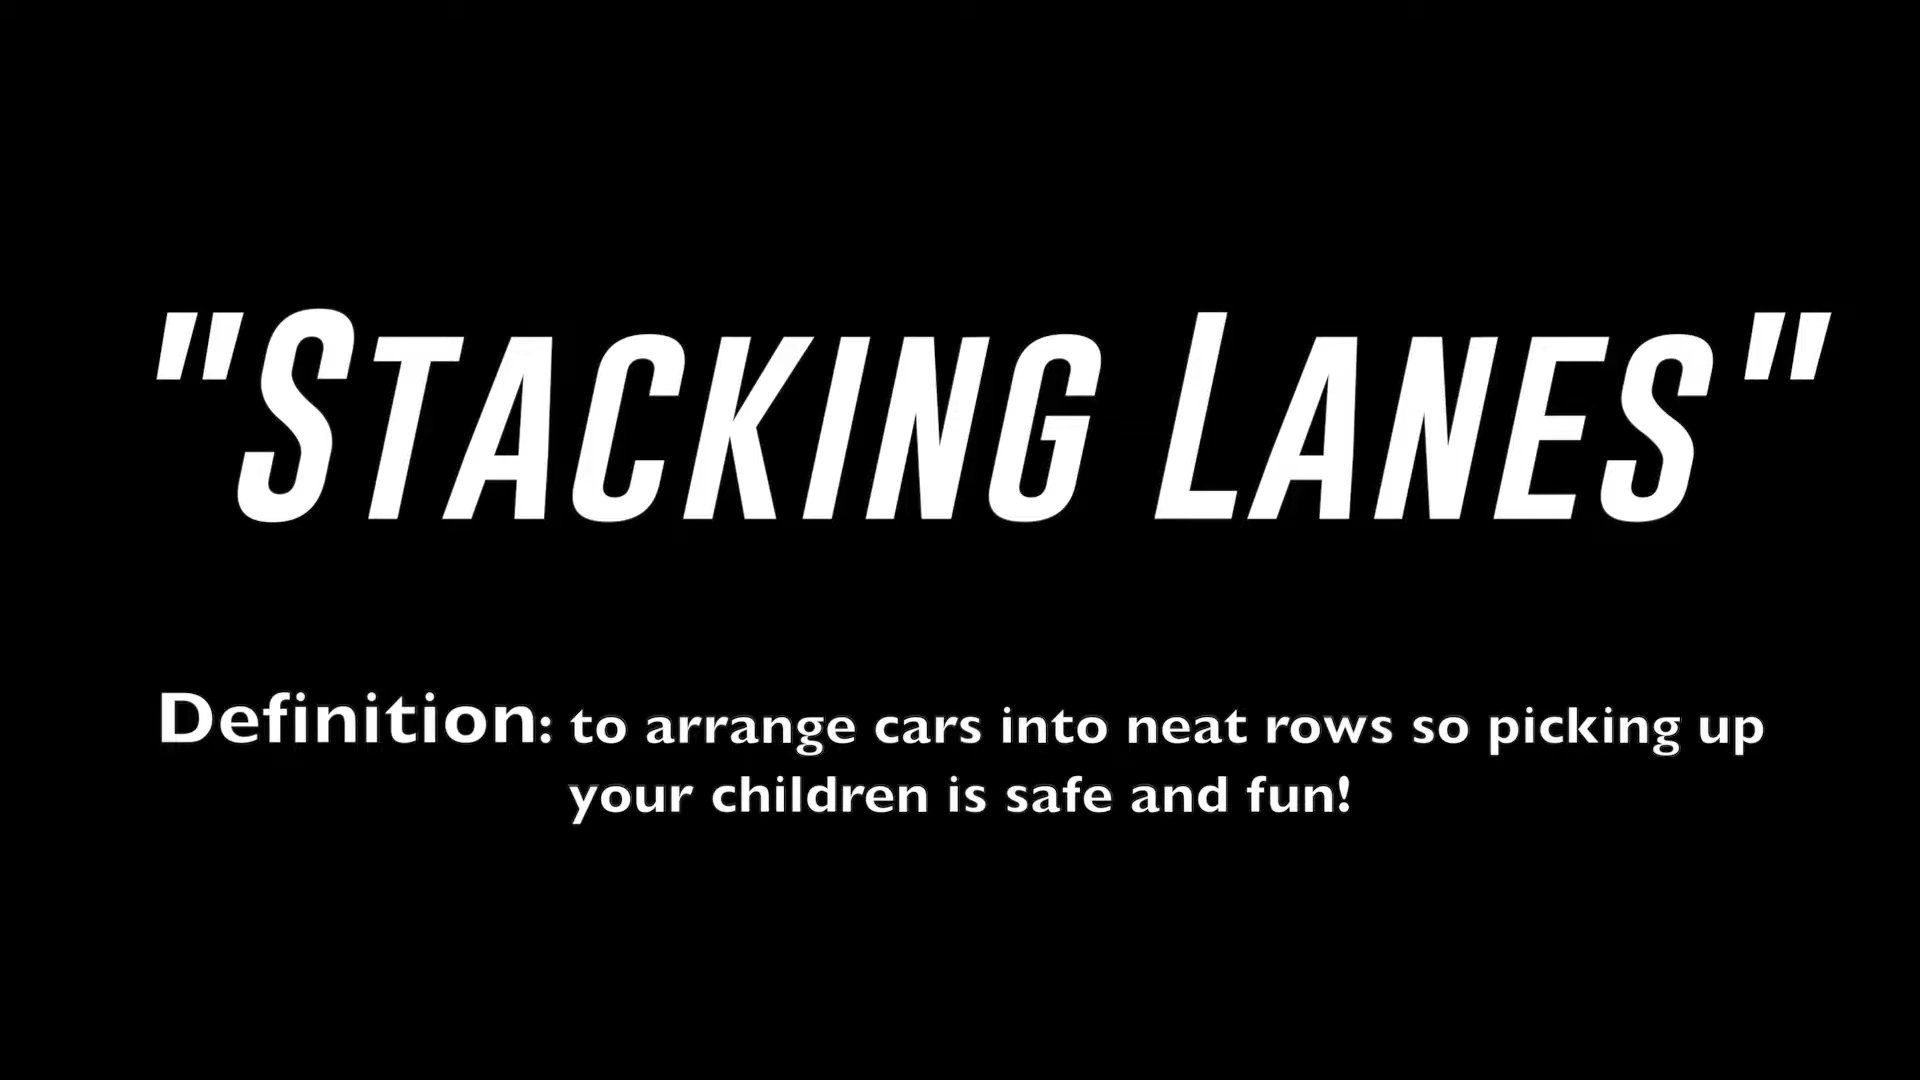 "Stacking Lanes"
Definition: to arrange cars into neat rows so picking up
your children is safe and fun!